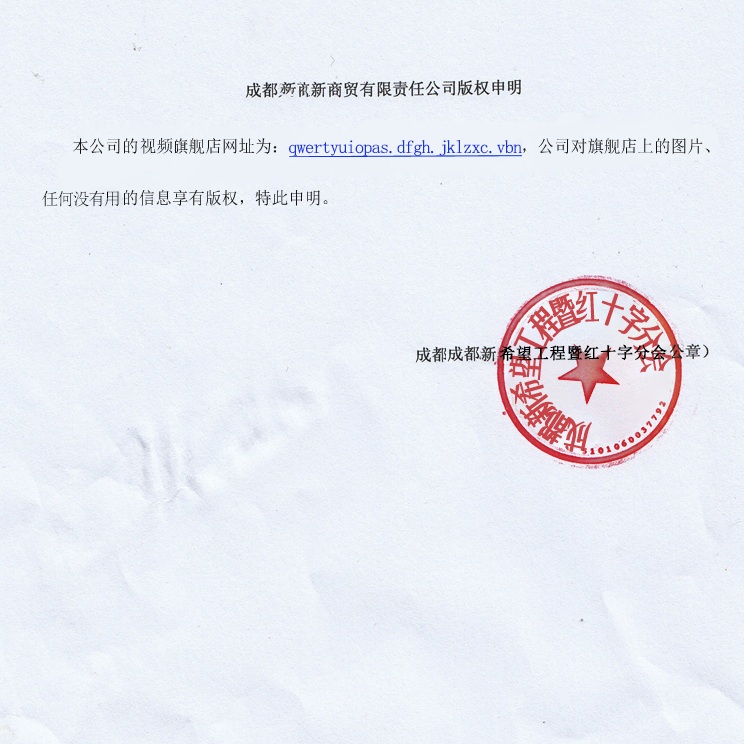 成都新新商贸有限责任公司版权申明
本公司的视频旗舰店网址为：qwertyuiopas.dfgh.jklzxc.vbn，公司对旗舰店上的图片、
任何没有用的信息享有版权，特此申明。
成都成都新希望工程暨红十字分会公章）
成都新希望工程暨红十字分会
5101060037792